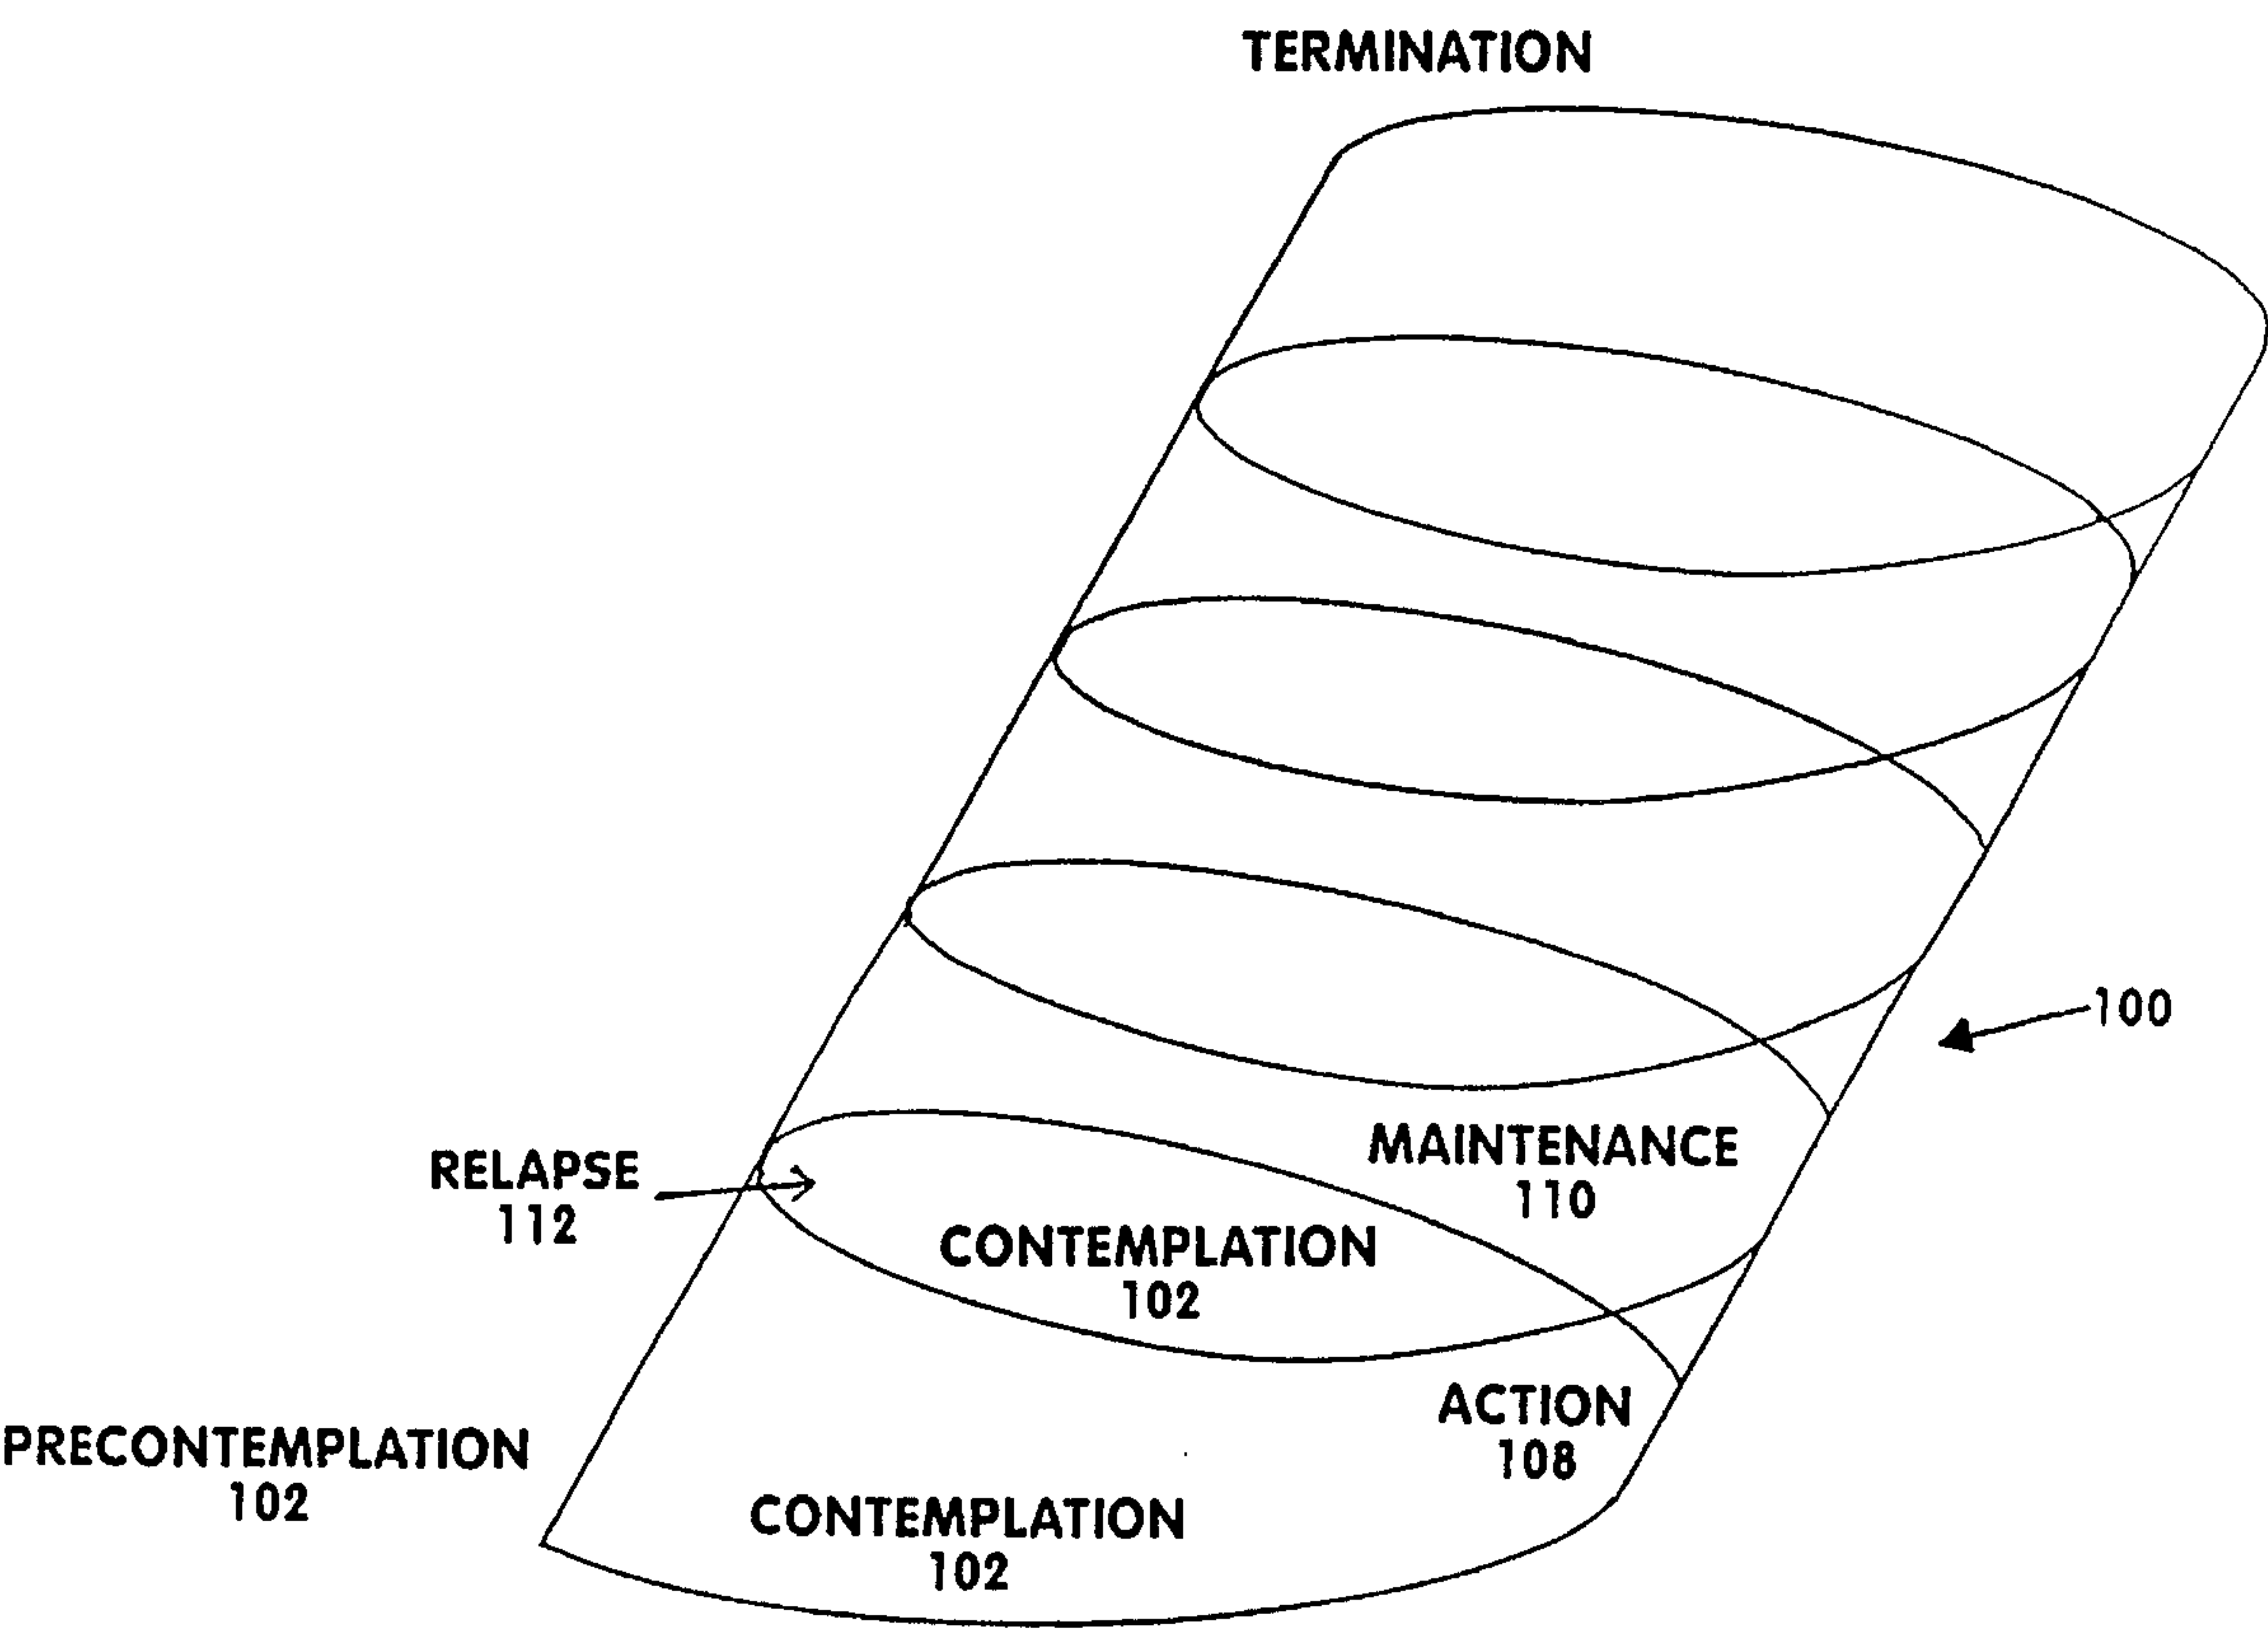 TERMINATION
100
MAINTENANCE
110
RELAPSE
112
CONTEMPLATION
102
ACTION
108
PRECONTEMPLATION
102
CONTEMPLATION
102